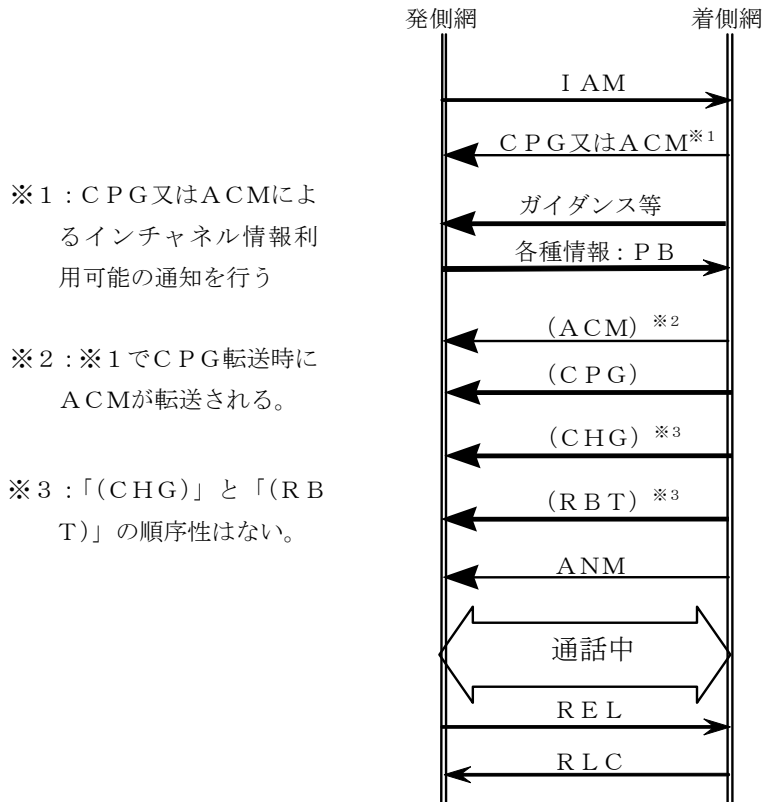 発側網 着側網
ＩＡＭ
ＣＰＧ又はＡＣＭ※1
※１：ＣＰＧ又はＡＣＭによ
るインチャネル情報利
用可能の通知を行う
ガイダンス等
各種情報：ＰＢ
※２：※１でＣＰＧ転送時に
ＡＣＭが転送される。
（ＡＣＭ）※2
（ＣＰＧ）
※３：「（ＣＨＧ）」と「（ＲＢ
Ｔ）」の順序性はない。
（ＣＨＧ）※3
（ＲＢＴ）※3
ＡＮＭ
通話中
ＲＥＬ
ＲＬＣ